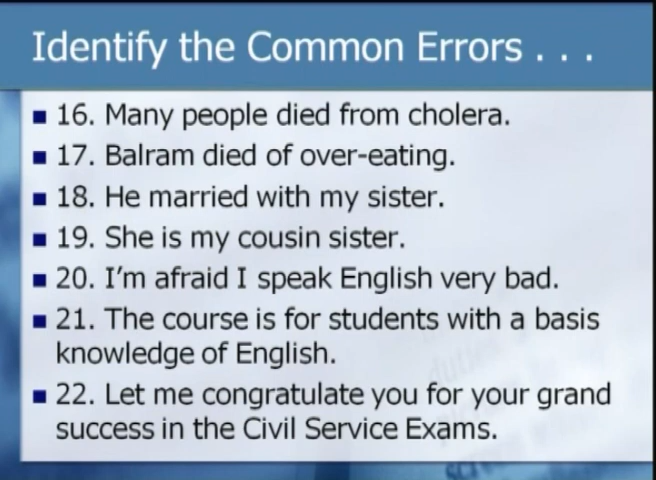 Identify the Common Errors . . .
16. Many people died from cholera.
17. Balram died of over-eating.
18. He married with my sister.
19. She is my cousin sister.
20. I'm afraid I speak English very bad.
21. The course is for students with a basis
knowledge of English.
22. Let me congratulate you for your grand
success in the Civil Service Exams.